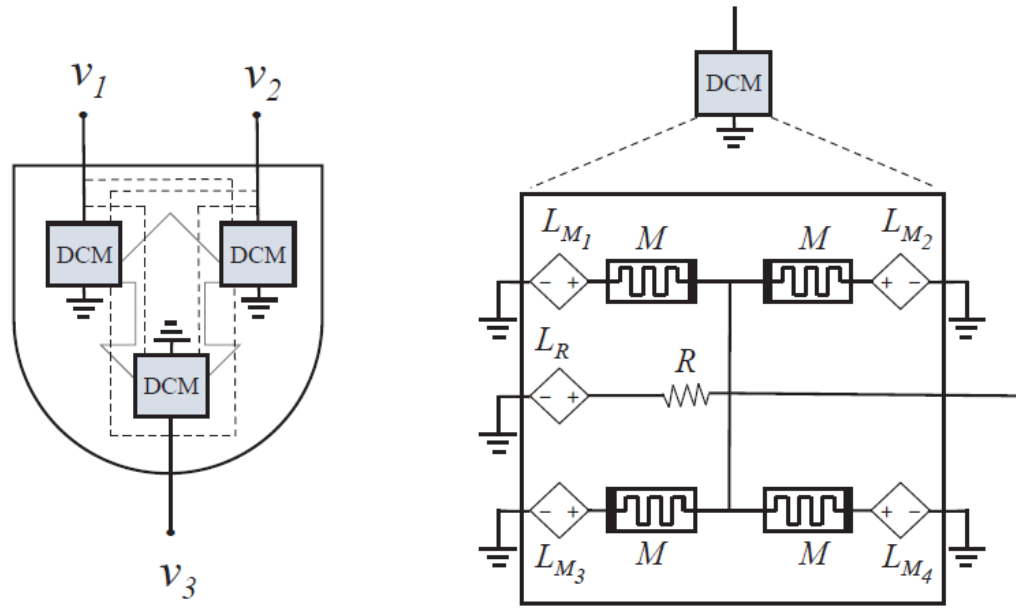 v1 v2
DCM DCM
DCM
v3
DCM
LM1 M M LM2
− + + −
LR R
− +
− + + −
LM3 M M LM4